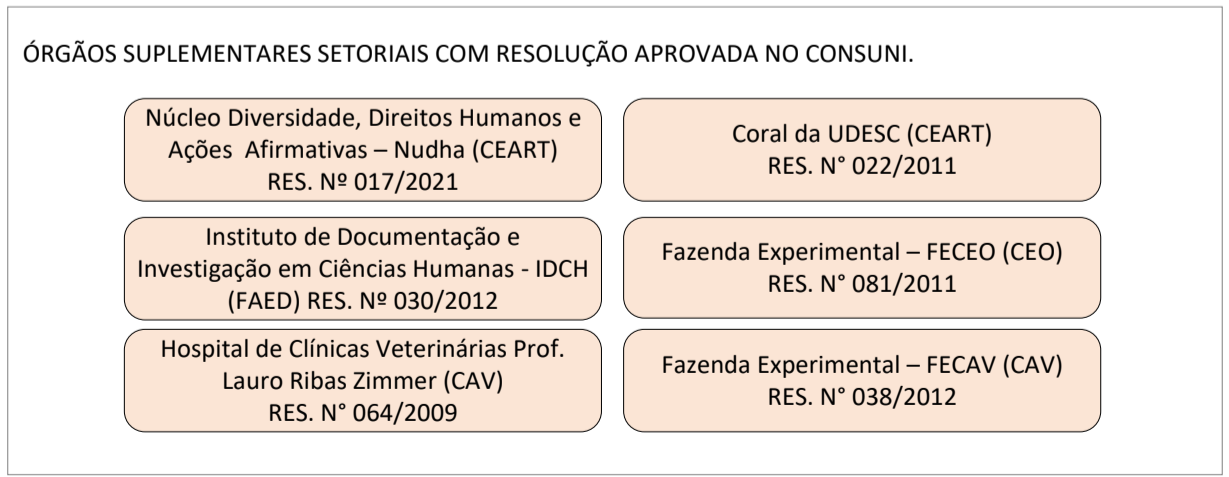 ÓRGÃOS SUPLEMENTARES SETORIAIS COM RESOLUÇÃO APROVADA NO CONSUNI.
Núcleo Diversidade, Direitos Humanos e
Ações  Afirmativas – Nudha (CEART)
RES. Nº 017/2021
Coral da UDESC (CEART)
RES. N° 022/2011
Instituto de Documentação e
Investigação em Ciências Humanas - IDCH
(FAED) RES. Nº 030/2012
Fazenda Experimental – FECEO (CEO)
RES. N° 081/2011
Hospital de Clínicas Veterinárias Prof.
Lauro Ribas Zimmer (CAV)
RES. N° 064/2009
Fazenda Experimental – FECAV (CAV)
RES. N° 038/2012